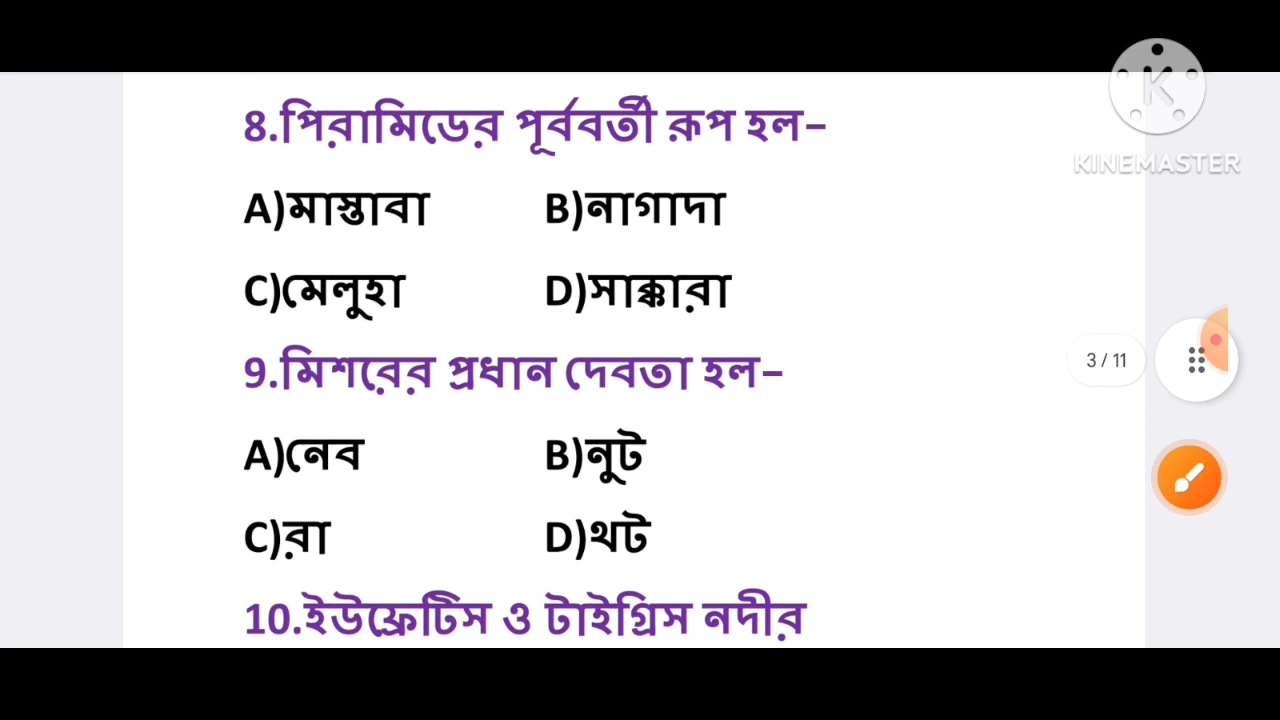 8.পিরামিডের পূর্ববর্তী রূপ হল–
A)মাস্তাবা B)নাগাদা
C)মেলুহা D)সাক্কারা
9.মিশরের প্রধান দেবতা হল–
A)নেব B)নুট
C)রা D)থট
10.ইউফ্রেটিস ও টাইগ্রিস নদীর
KINEMASTER
3 / 11